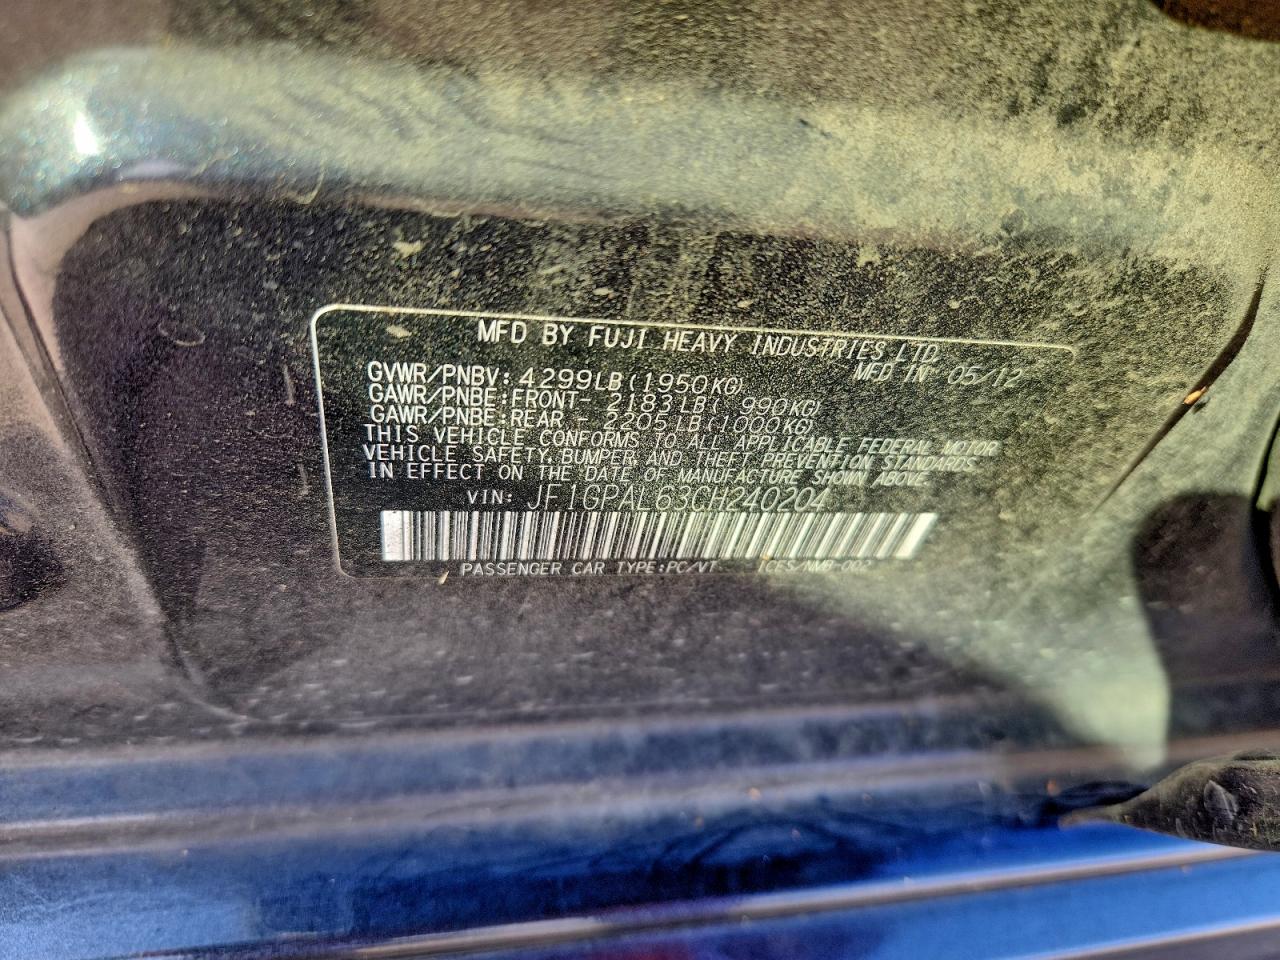 MFD BY FUJI HEAVY INDUSTRIES LTD.
MFD IN 05/12
GVWR/PNBV: 4299LB(1950KG)
GAWR/PNBE:FRONT- 2183LB( 990KG)
GAWR/PNBE:REAR - 2205LB(1000KG)
THIS VEHICLE CONFORMS TO ALL APPLICABLE FEDERAL MOTOR
VEHICLE SAFETY, BUMPER, AND THEFT PREVENTION STANDARDS
IN EFFECT ON THE DATE OF MANUFACTURE SHOWN ABOVE.
VIN: JF1GPAL63CH240204
PASSENGER CAR TYPE:PC/VT ICES/NMB-002